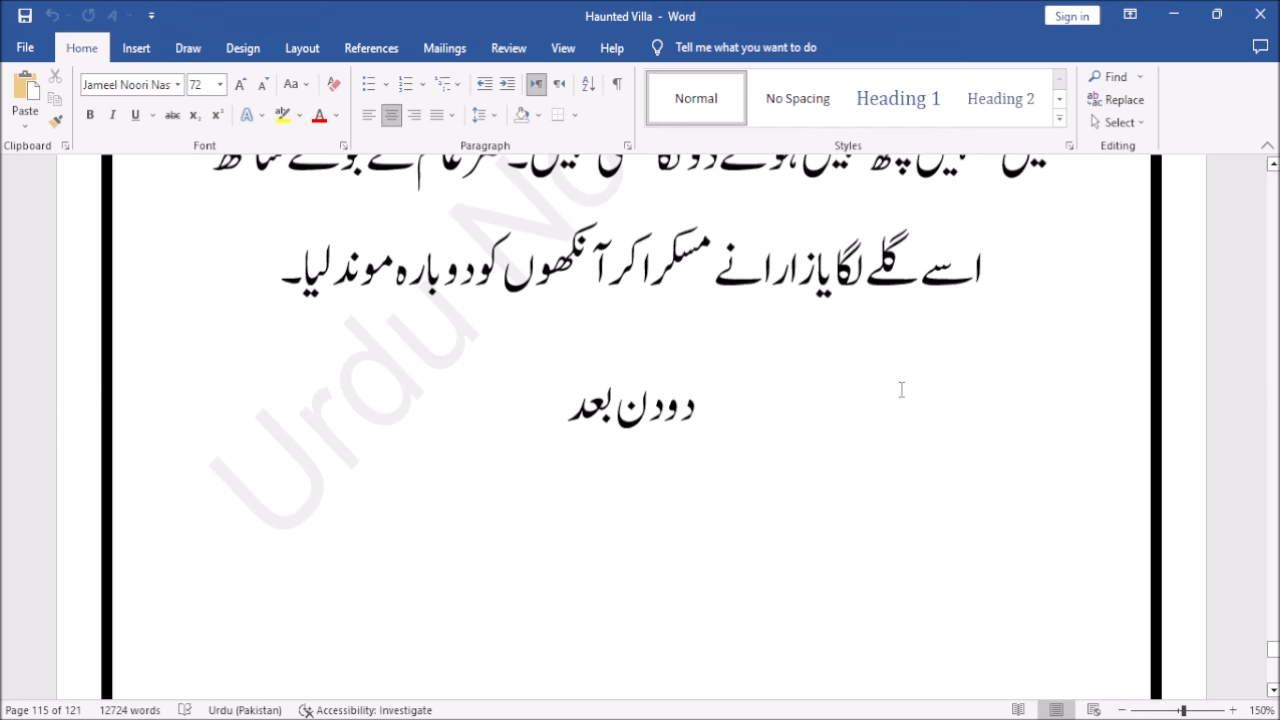 Haunted Villa - Word
Sign in
File Home Insert Draw Design Layout References Mailings Review View Help Tell me what you want to do
Jameel Noori Nas 72
Paste
Clipboard
Font
Paragraph
Normal
No Spacing
Heading 1
Heading 2
Styles
Find
Replace
Select
Editing
اسے گلے لگایا زارا نے مسکرا کر آنکھوں کو دوبارہ موند لیا۔
دو دن بعد
Urdu No
Page 115 of 121 12724 words Urdu (Pakistan) Accessibility: Investigate 150%